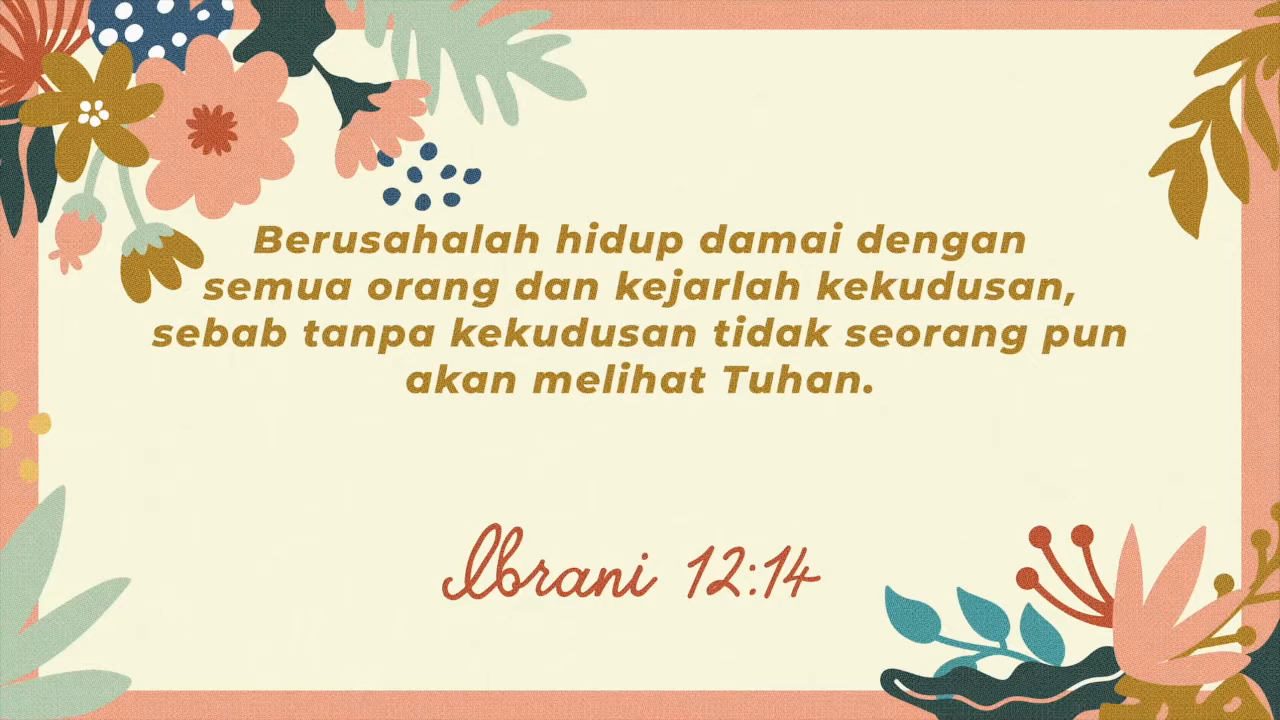 Berusahalah hidup damai dengan
semua orang dan kejarlah kekudusan,
sebab tanpa kekudusan tidak seorang pun
akan melihat Tuhan.
Ibrani 12:14